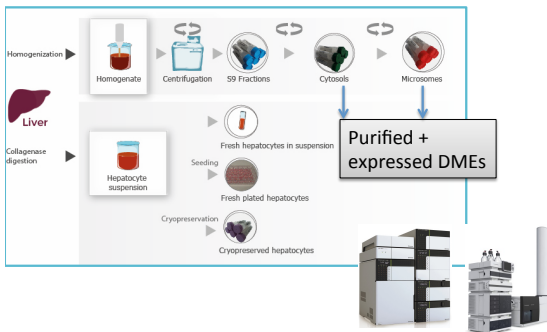 Homogenization
Homogenate
Centrifugation
S9 Fractions
Cytosols
Microsomes
Liver
Collagenase
digestion
Hepatocyte
suspension
Fresh hepatocytes in suspension
Seeding
Fresh plated hepatocytes
Cryopreservation
Cryopreserved hepatocytes
Purified +
expressed DMEs